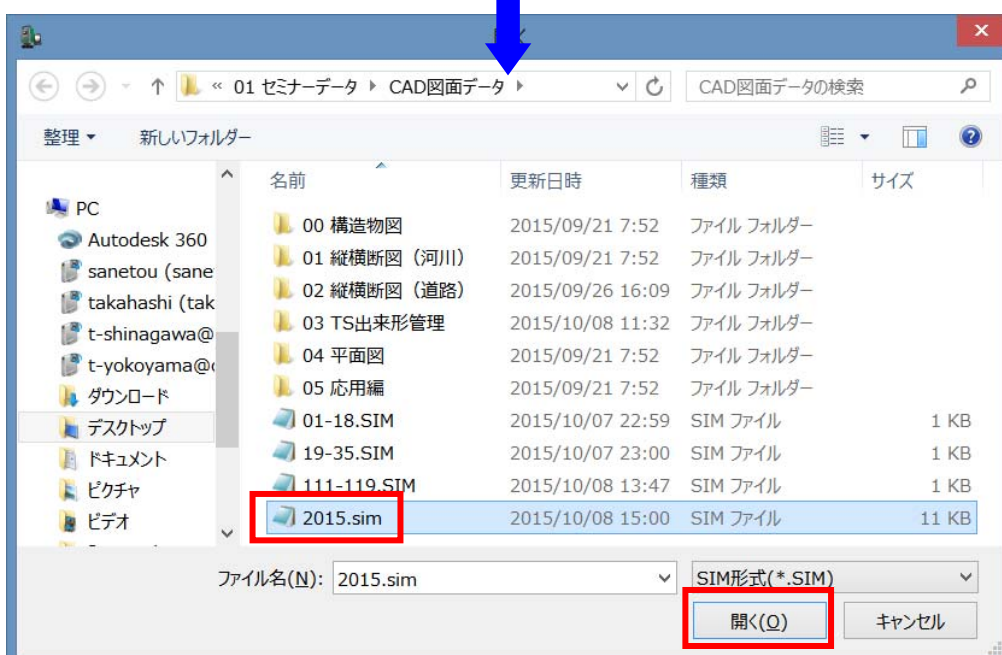 « 01 セミナーデータ ▸ CAD図面データ ▸ CAD図面データの検索
整理 新しいフォルダー
名前 更新日時 種類 サイズ
PC
Autodesk 360
sanetou (sane
takahashi (tak
t-shinagawa@
t-yokoyama@
ダウンロード
デスクトップ
ドキュメント
ピクチャ
ビデオ
00 構造物図 2015/09/21 7:52 ファイル フォルダー
01 縦横断図（河川） 2015/09/21 7:52 ファイル フォルダー
02 縦横断図（道路） 2015/09/26 16:09 ファイル フォルダー
03 TS出来形管理 2015/10/08 11:32 ファイル フォルダー
04 平面図 2015/09/21 7:52 ファイル フォルダー
05 応用編 2015/09/21 7:52 ファイル フォルダー
01-18.SIM 2015/10/07 22:59 SIM ファイル 1 KB
19-35.SIM 2015/10/07 23:00 SIM ファイル 1 KB
111-119.SIM 2015/10/08 13:47 SIM ファイル 1 KB
2015.sim 2015/10/08 15:00 SIM ファイル 11 KB
ファイル名(N): 2015.sim SIM形式(*.SIM)
開く(O) キャンセル